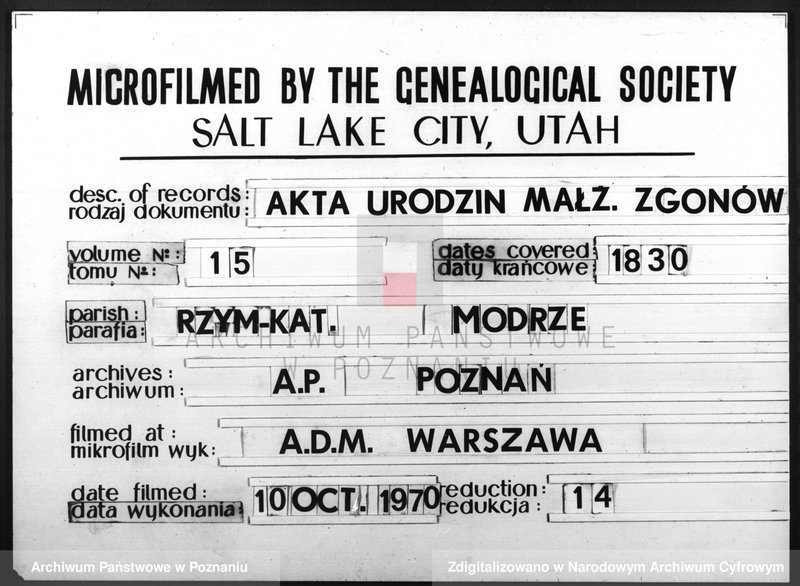 MICROFILMED BY THE GENEALOGICAL SOCIETY
SALT LAKE CITY, UTAH
desc. of records: AKTA URODZIN MAŁŻ. ZGONÓW
rodzaj dokumentu:
volume №: 15 dates covered: 1830
tomu №: daty krańcowe:
parish: RZYM-KAT. MODRZE
parafia:
ARCHIWUM PAŃSTWOWE
W POZNANIU
archives: A.P. POZNAŃ
archiwum:
filmed at: A.D.M. WARSZAWA
mikrofilm wyk:
date filmed: 10 OCT. 1970 reduction: 14
data wykonania: redukcja:
Archiwum Państwowe w Poznaniu Zdigitalizowano w Narodowym Archiwum Cyfrowym